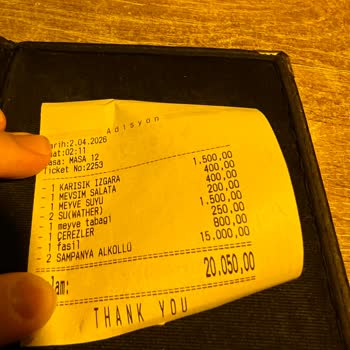 Adisyon
arih:2.04.2026
aat:02:11
asa: MASA 12
icket No:2253
- 1 KARISIK IZGARA 1.500,00
- 1 MEVSIM SALATA 400,00
- 1 MEYVE SUYU 400,00
- 2 SU(WATHER) 200,00
- 1 meyve tabagi 1.500,00
- 1 ÇEREZLER 250,00
- 1 fasil 800,00
- 2 SAMPANYA ALKOLLÜ 15.000,00
lam: 20.050,00
THANK YOU